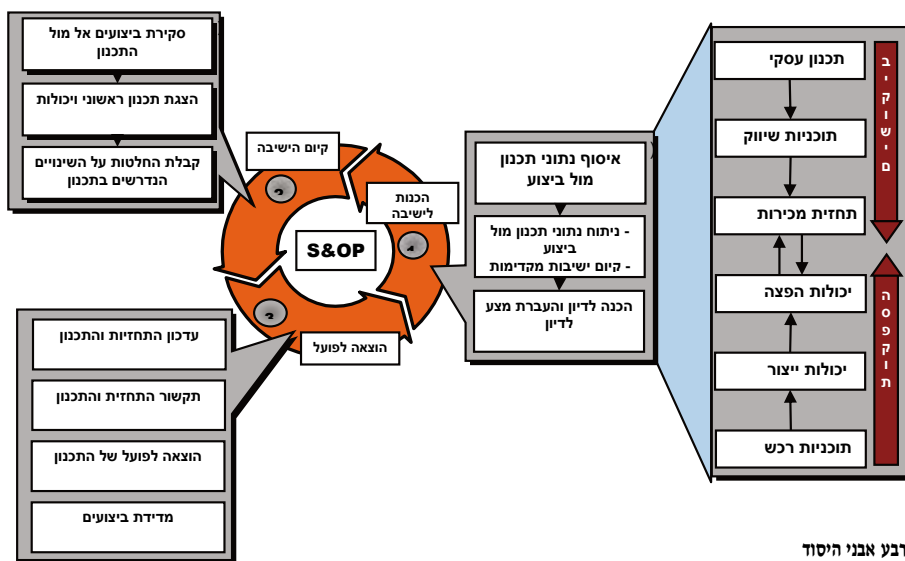 תכנון עסקי
תוכניות שיווק
תחזית מכירות
יכולות הפצה
יכולות ייצור
תוכניות רכש
ביקושים
הספקות
איסוף נתוני תכנון
מול ביצוע
- ניתוח נתוני תכנון מול
ביצוע
- קיום ישיבות מקדימות
הכנה לדיון והעברת מצע
לדיון
הכנות
לישיבה
קיום הישיבה
S&OP
הוצאה לפועל
סקירת ביצועים אל מול
התכנון
הצגת תכנון ראשוני ויכולות
קבלת החלטות על השינויים
הנדרשים בתכנון
עדכון התחזיות והתכנון
תקשור התחזית והתכנון
הוצאה לפועל של התכנון
מדידת ביצועים
רבע אבני היסוד